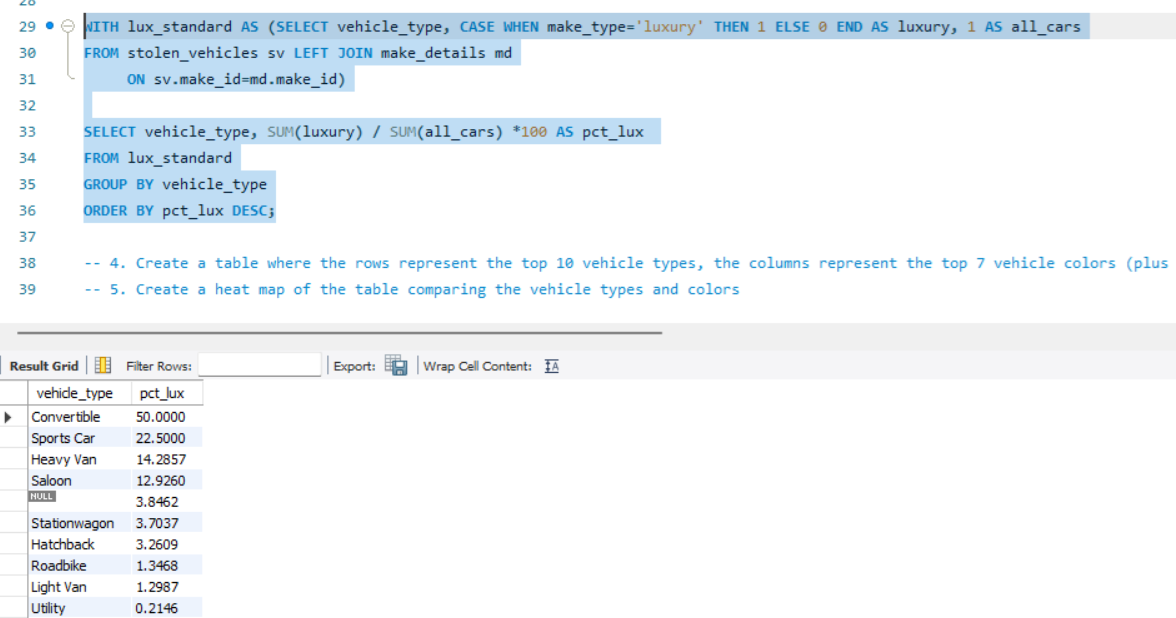 28
29 WITH lux_standard AS (SELECT vehicle_type, CASE WHEN make_type='luxury' THEN 1 ELSE 0 END AS luxury, 1 AS all_cars
30 FROM stolen_vehicles sv LEFT JOIN make_details md
31 ON sv.make_id=md.make_id)
32
33 SELECT vehicle_type, SUM(luxury) / SUM(all_cars) *100 AS pct_lux
34 FROM lux_standard
35 GROUP BY vehicle_type
36 ORDER BY pct_lux DESC;
37
38 -- 4. Create a table where the rows represent the top 10 vehicle types, the columns represent the top 7 vehicle colors (plus
39 -- 5. Create a heat map of the table comparing the vehicle types and colors
Result Grid Filter Rows: Export: Wrap Cell Content: IA
vehicle_type pct_lux
Convertible 50.0000
Sports Car 22.5000
Heavy Van 14.2857
Saloon 12.9260
NULL 3.8462
Stationwagon 3.7037
Hatchback 3.2609
Roadbike 1.3468
Light Van 1.2987
Utility 0.2146